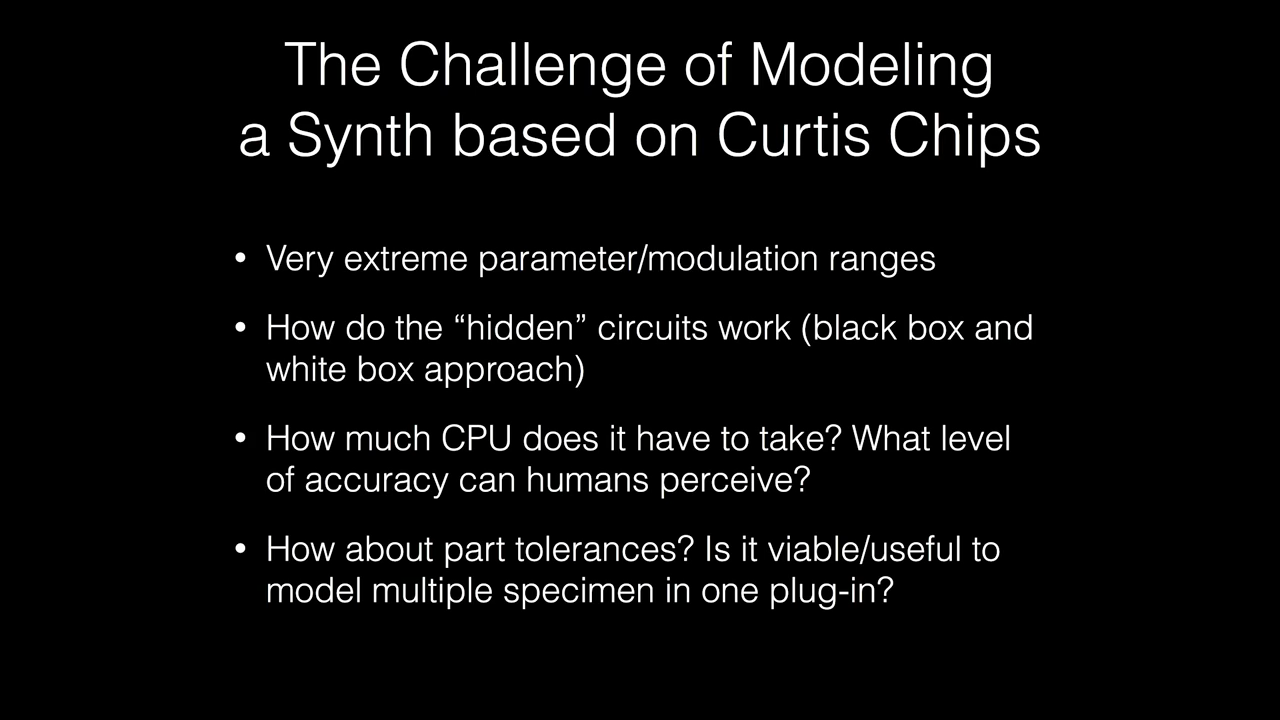 The Challenge of Modeling
a Synth based on Curtis Chips
• Very extreme parameter/modulation ranges
• How do the “hidden” circuits work (black box and
white box approach)
• How much CPU does it have to take? What level
of accuracy can humans perceive?
• How about part tolerances? Is it viable/useful to
model multiple specimen in one plug-in?